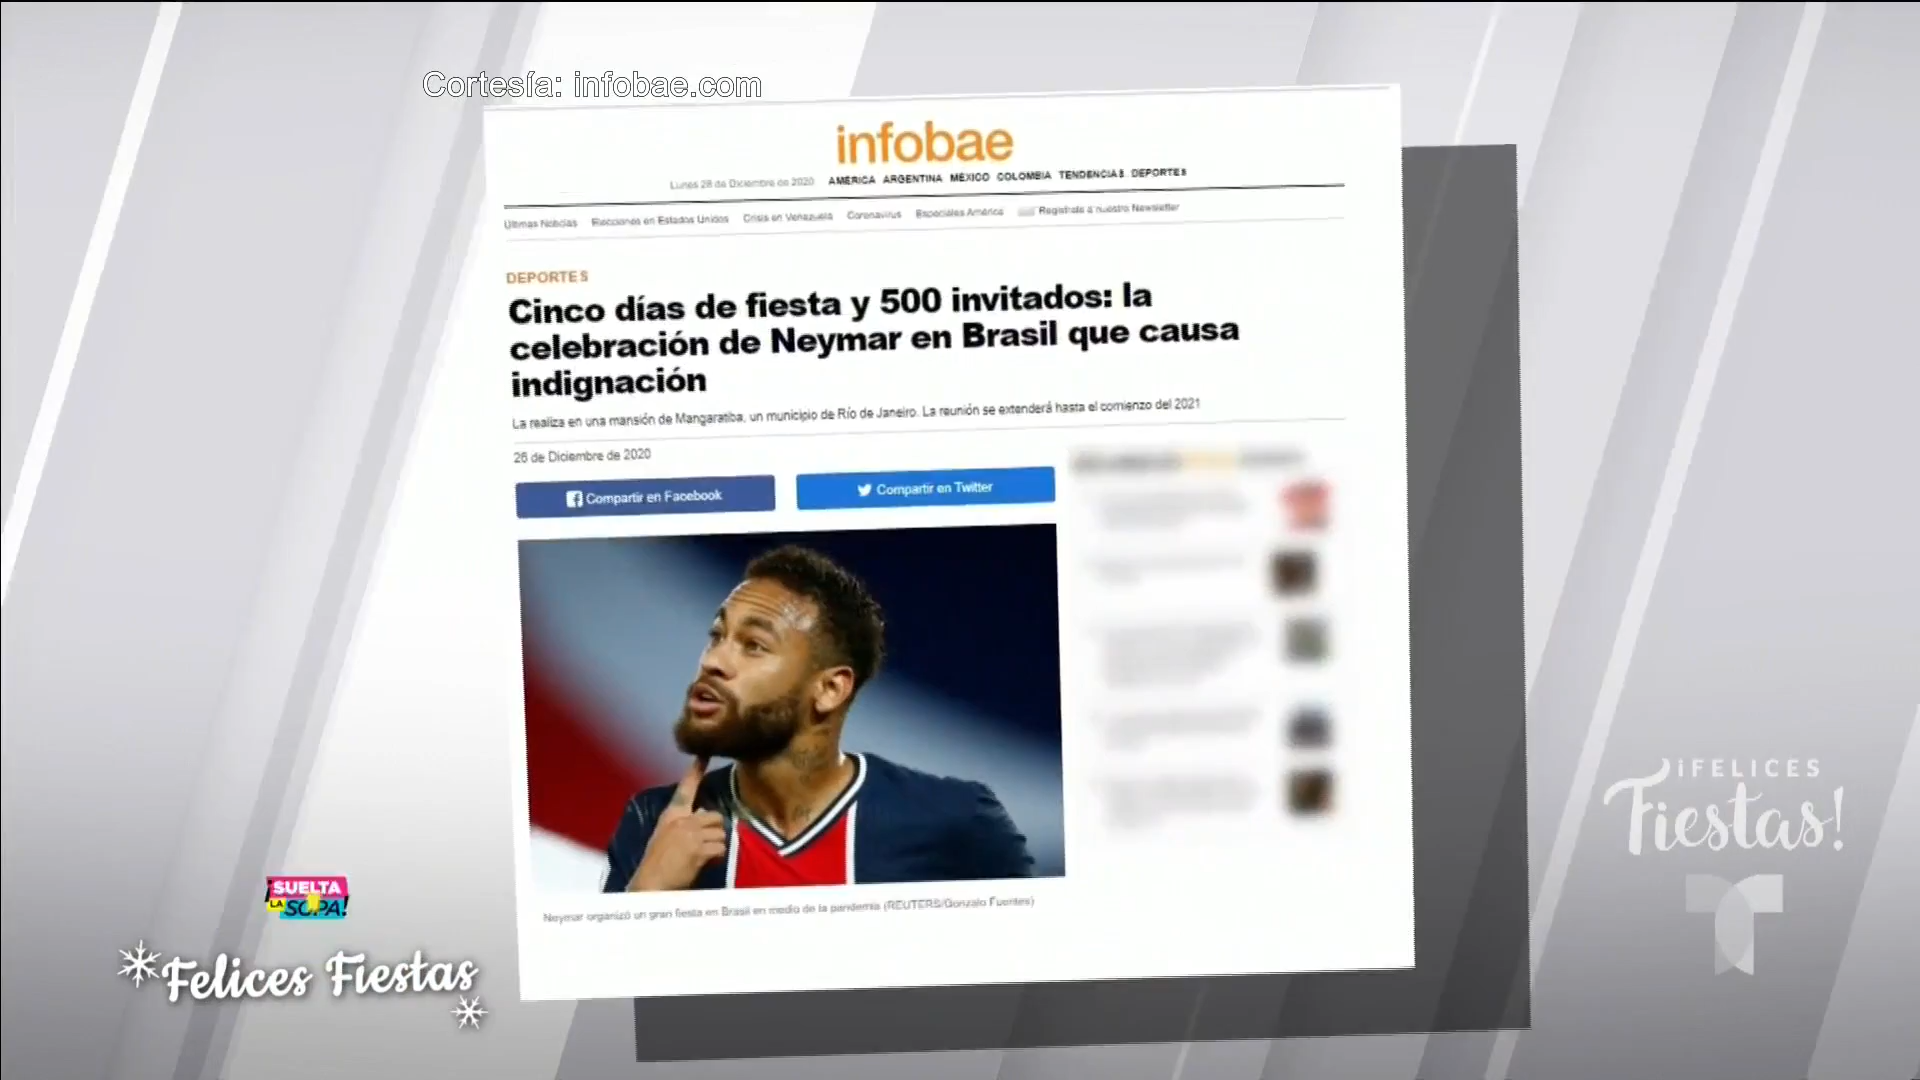 Cortesía: infobae.com
infobae
Lunes 28 de Diciembre de 2020 AMÉRICA ARGENTINA MÉXICO COLOMBIA TENDENCIAS DEPORTES
Últimas Noticias Elecciones en Estados Unidos Crisis en Venezuela Coronavirus Especiales América Registrate a nuestro Newsletter
DEPORTES
Cinco días de fiesta y 500 invitados: la
celebración de Neymar en Brasil que causa
indignación
La realiza en una mansión de Mangaratiba, un municipio de Río de Janeiro. La reunión se extenderá hasta el comienzo del 2021
26 de Diciembre de 2020
Compartir en Facebook
Compartir en Twitter
Neymar organizó un gran fiesta en Brasil en medio de la pandemia (REUTERS/Gonzalo Fuentes)
¡SUELTA
LA SOPA!
Felices Fiestas
¡FELICES
Fiestas!